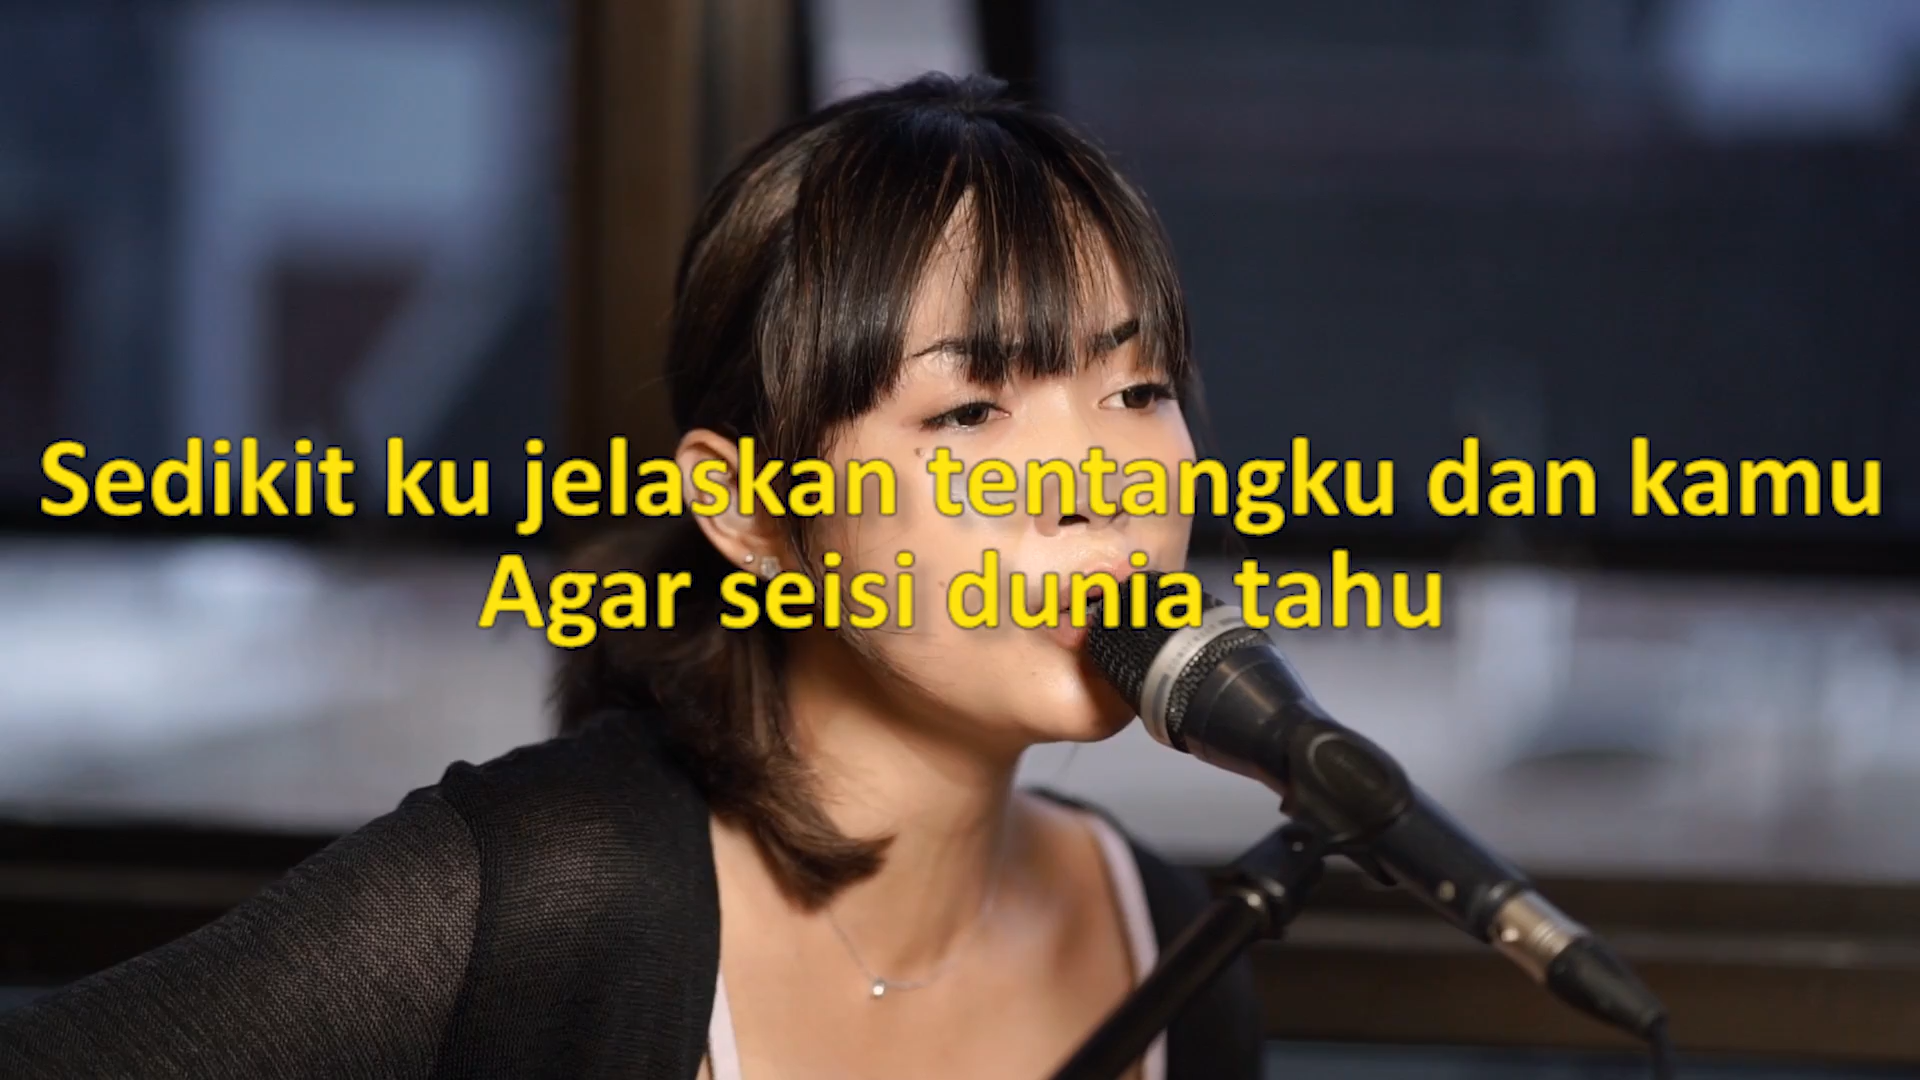 Sedikit ku jelaskan tentangku dan kamu
Agar seisi dunia tahu